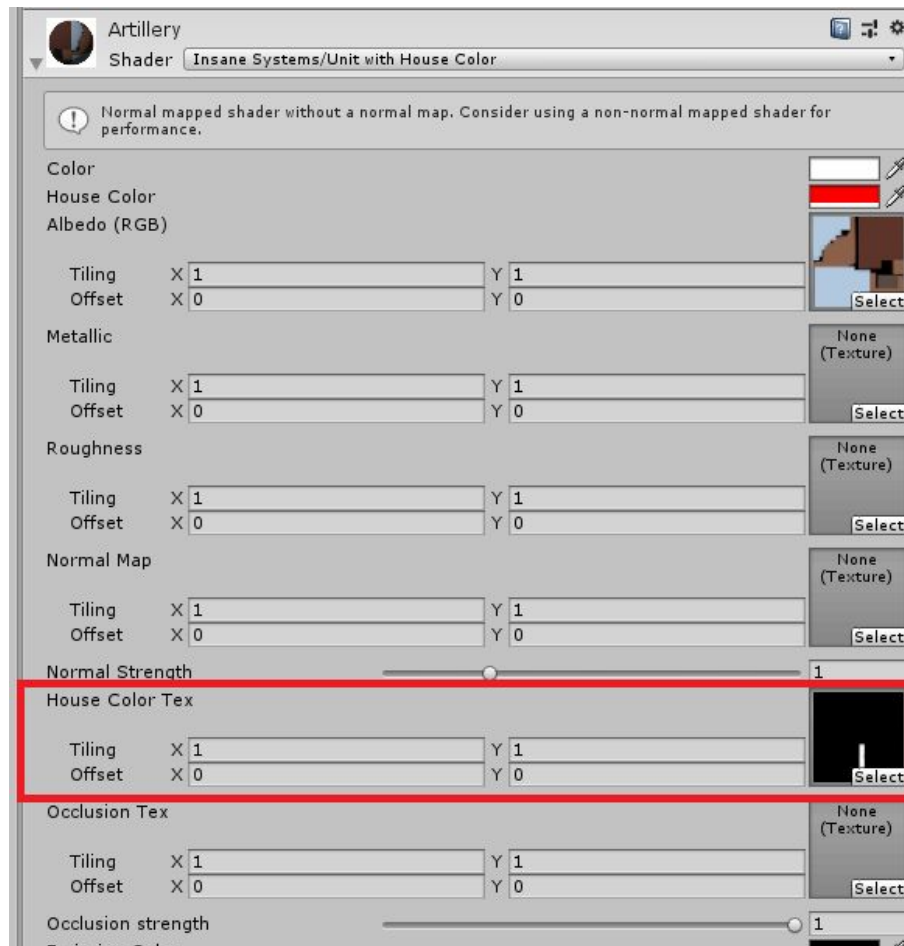 Artillery
Shader Insane Systems/Unit with House Color
Normal mapped shader without a normal map. Consider using a non-normal mapped shader for
performance.
Color
House Color
Albedo (RGB)
Tiling X 1 Y 1
Offset X 0 Y 0 Select
Metallic None
(Texture)
Tiling X 1 Y 1
Offset X 0 Y 0 Select
Roughness None
(Texture)
Tiling X 1 Y 1
Offset X 0 Y 0 Select
Normal Map None
(Texture)
Tiling X 1 Y 1
Offset X 0 Y 0 Select
Normal Strength 1
House Color Tex
Tiling X 1 Y 1
Offset X 0 Y 0 Select
Occlusion Tex None
(Texture)
Tiling X 1 Y 1
Offset X 0 Y 0 Select
Occlusion strength 1